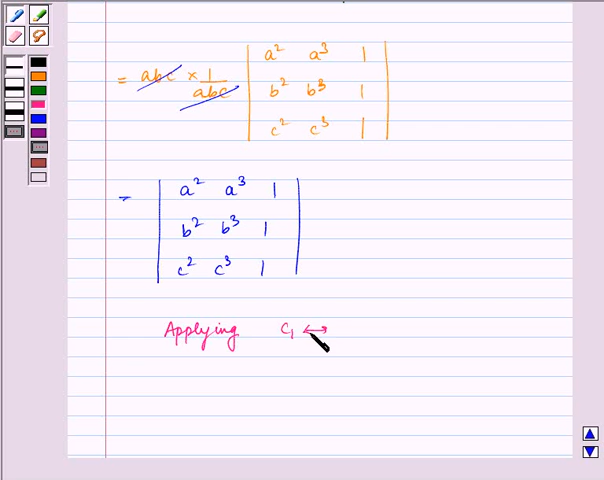 = abc × 1/abc | a² a³ 1 |
| b² b³ 1 |
| c² c³ 1 |
= | a² a³ 1 |
| b² b³ 1 |
| c² c³ 1 |
Applying C₁ ↔